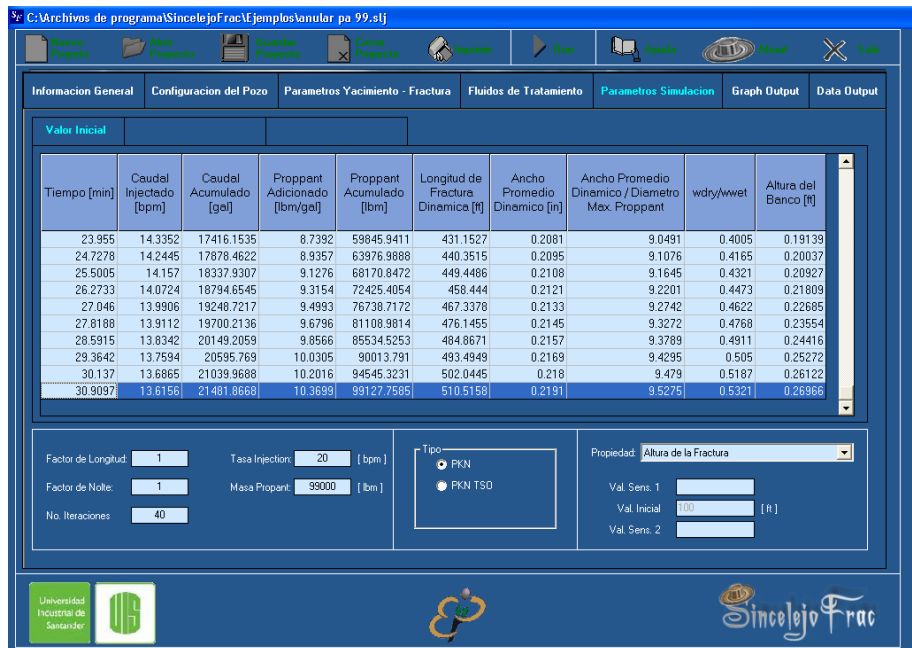 C:\Archivos de programa\SincelejoFrac\Ejemplos\anular pa 99.slj
Nuevo Proyeto Abrir Proyecto Guardar Proyecto Cerrar Proyecto Imprimir Run Ayuda About Salir
Informacion General Configuracion del Pozo Parametros Yacimiento - Fractura Fluidos de Tratamiento Parametros Simulacion Graph Output Data Output
Valor Inicial
Tiempo [min] Caudal Injectado [bpm] Caudal Acumulado [gal] Proppant Adicionado [lbm/gal] Proppant Acumulado [lbm] Longitud de Fractura Dinamica [ft] Ancho Promedio Dinamico [in] Ancho Promedio Dinamico / Diametro Max. Proppant wdry/wwet Altura del Banco [ft]
23.955 14.3352 17416.1535 8.7392 59845.9411 431.1527 0.2081 9.0491 0.4005 0.19139
24.7278 14.2445 17878.4622 8.9357 63976.9888 440.3515 0.2095 9.1076 0.4165 0.20037
25.5005 14.157 18337.9307 9.1276 68170.8472 449.4486 0.2108 9.1645 0.4321 0.20927
26.2733 14.0724 18794.6545 9.3154 72425.4054 458.444 0.2121 9.2201 0.4473 0.21809
27.046 13.9906 19248.7217 9.4993 76738.7172 467.3378 0.2133 9.2742 0.4622 0.22685
27.8188 13.9112 19700.2136 9.6796 81108.9814 476.1455 0.2145 9.3272 0.4768 0.23554
28.5915 13.8342 20149.2059 9.8566 85534.5253 484.8671 0.2157 9.3789 0.4911 0.24416
29.3642 13.7594 20595.769 10.0305 90013.791 493.4949 0.2169 9.4295 0.505 0.25272
30.137 13.6865 21039.9688 10.2016 94545.3231 502.0445 0.218 9.479 0.5187 0.26122
30.9097 13.6156 21481.8668 10.3699 99127.7585 510.5158 0.2191 9.5275 0.5321 0.26966
Factor de Longitud: 1 Tasa Injection: 20 [ bpm ]
Factor de Nolte: 1 Masa Propant: 99000 [ lbm ]
No. Iteraciones 40
Tipo
PKN
PKN TSO
Propiedad: Altura de la Fractura
Val. Sens. 1
Val. Inicial 100 [ ft ]
Val. Sens. 2
Universidad
Industrial de
Santander
UIS
Sincelejo Frac